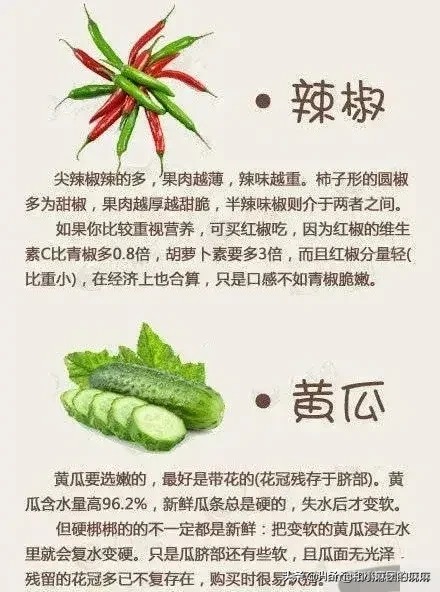 • 辣椒
尖辣椒辣的多，果肉越薄，辣味越重。柿子形的圆椒
多为甜椒，果肉越厚越甜脆，半辣味椒则介于两者之间。
如果你比较重视营养，可买红椒吃，因为红椒的维生
素C比青椒多0.8倍，胡萝卜素要多3倍，而且红椒分量轻(
比重小)，在经济上也合算，只是口感不如青椒脆嫩。
• 黄瓜
黄瓜要选嫩的，最好是带花的(花冠残存于脐部)。黄
瓜含水量高96.2%，新鲜瓜条总是硬的，失水后才变软。
但硬梆梆的的不一定都是新鲜：把变软的黄瓜浸在水
里就会复水变硬。只是瓜脐部还有些软，且瓜面无光泽．
残留的花冠多已不复存在，购买时很易识别。